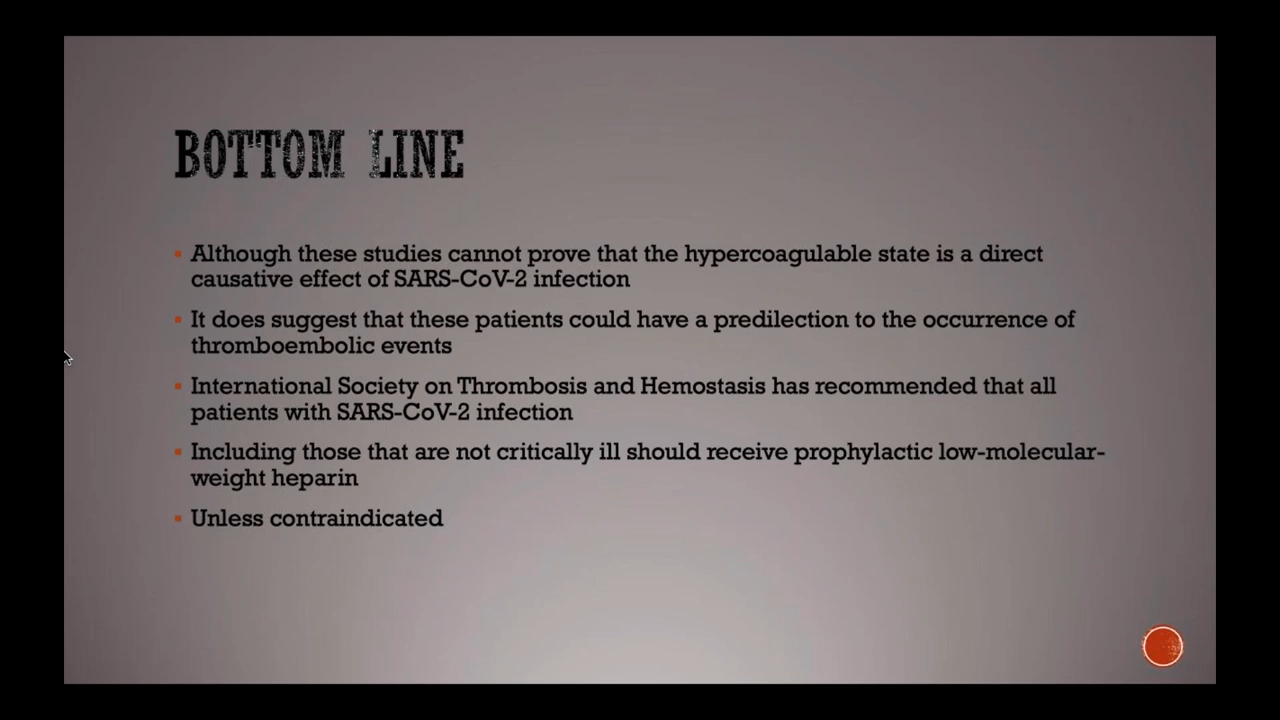 BOTTOM LINE
Although these studies cannot prove that the hypercoagulable state is a direct
causative effect of SARS-CoV-2 infection
It does suggest that these patients could have a predilection to the occurrence of
thromboembolic events
International Society on Thrombosis and Hemostasis has recommended that all
patients with SARS-CoV-2 infection
Including those that are not critically ill should receive prophylactic low-molecular-
weight heparin
Unless contraindicated